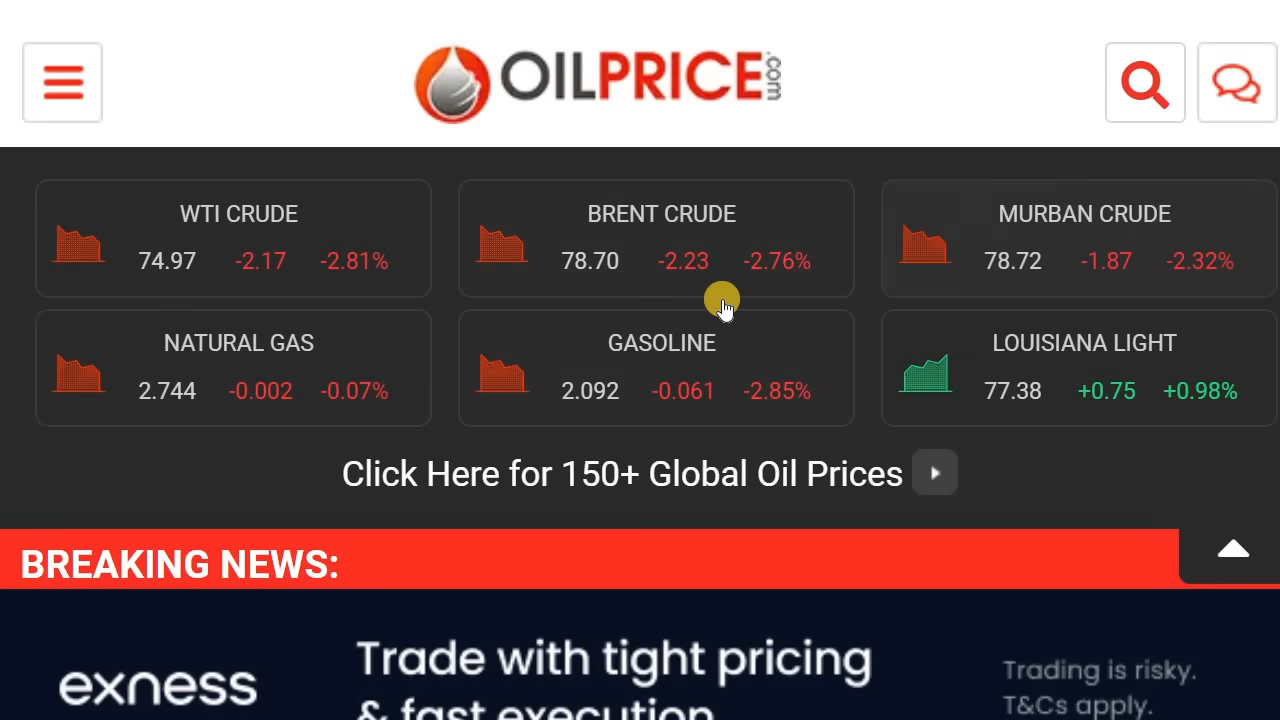 OILPRICE.com
WTI CRUDE
74.97 -2.17 -2.81%
BRENT CRUDE
78.70 -2.23 -2.76%
MURBAN CRUDE
78.72 -1.87 -2.32%
NATURAL GAS
2.744 -0.002 -0.07%
GASOLINE
2.092 -0.061 -2.85%
LOUISIANA LIGHT
77.38 +0.75 +0.98%
Click Here for 150+ Global Oil Prices
BREAKING NEWS:
exness
Trade with tight pricing
& fast execution
Trading is risky.
T&Cs apply.